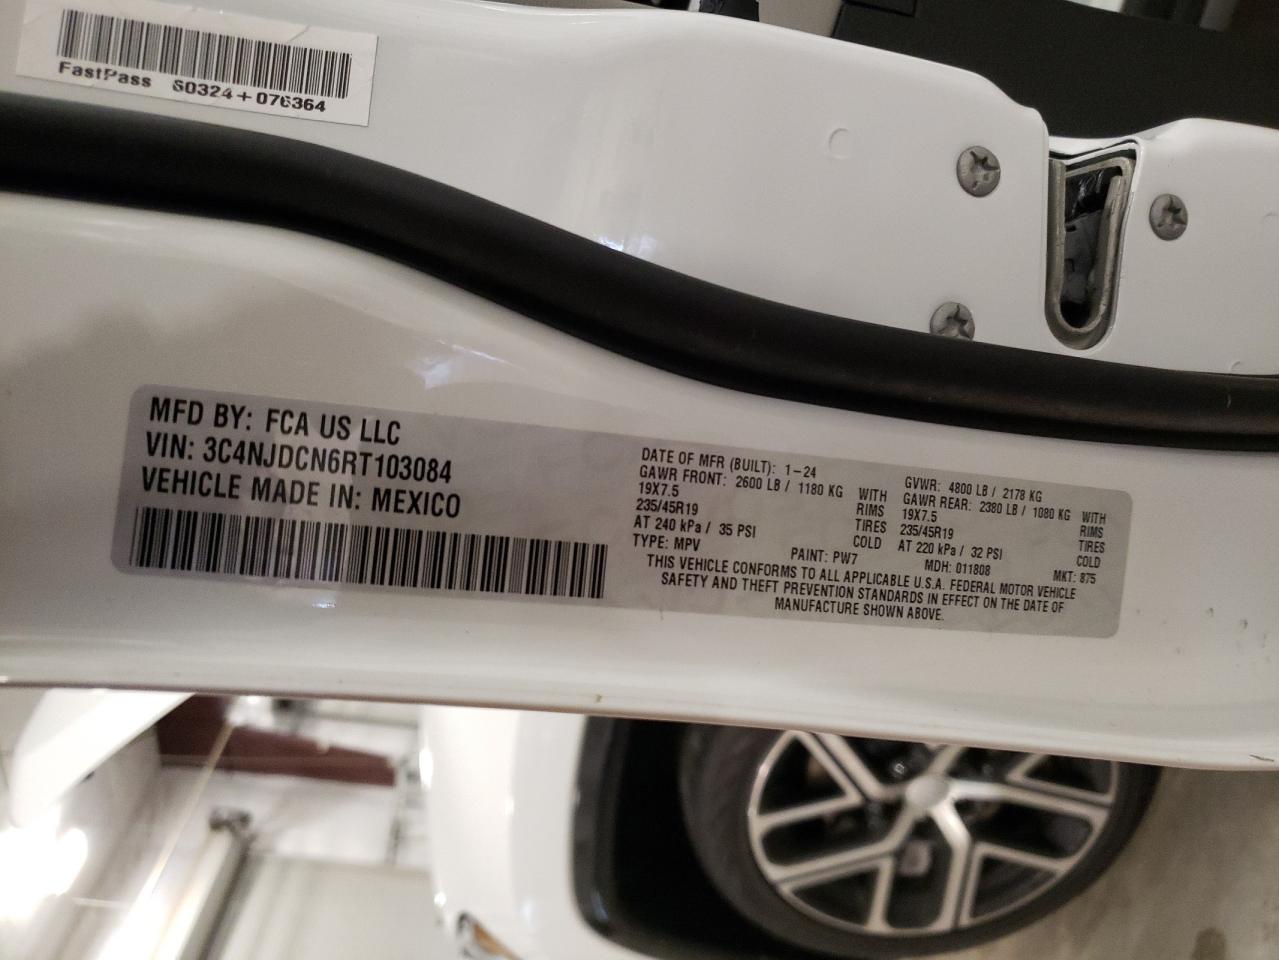 FastPass S0324+076364
MFD BY: FCA US LLC
VIN: 3C4NJDCN6RT103084
VEHICLE MADE IN: MEXICO
DATE OF MFR (BUILT): 1-24
GAWR FRONT: 2600 LB / 1180 KG WITH
19X7.5 RIMS
235/45R19 TIRES
AT 240 kPa / 35 PSI COLD
GVWR: 4800 LB / 2178 KG
GAWR REAR: 2380 LB / 1080 KG WITH
19X7.5 RIMS
235/45R19 TIRES
AT 220 kPa / 32 PSI COLD
TYPE: MPV PAINT: PW7 MDH: 011808 MKT: 875
THIS VEHICLE CONFORMS TO ALL APPLICABLE U.S.A. FEDERAL MOTOR VEHICLE
SAFETY AND THEFT PREVENTION STANDARDS IN EFFECT ON THE DATE OF
MANUFACTURE SHOWN ABOVE.